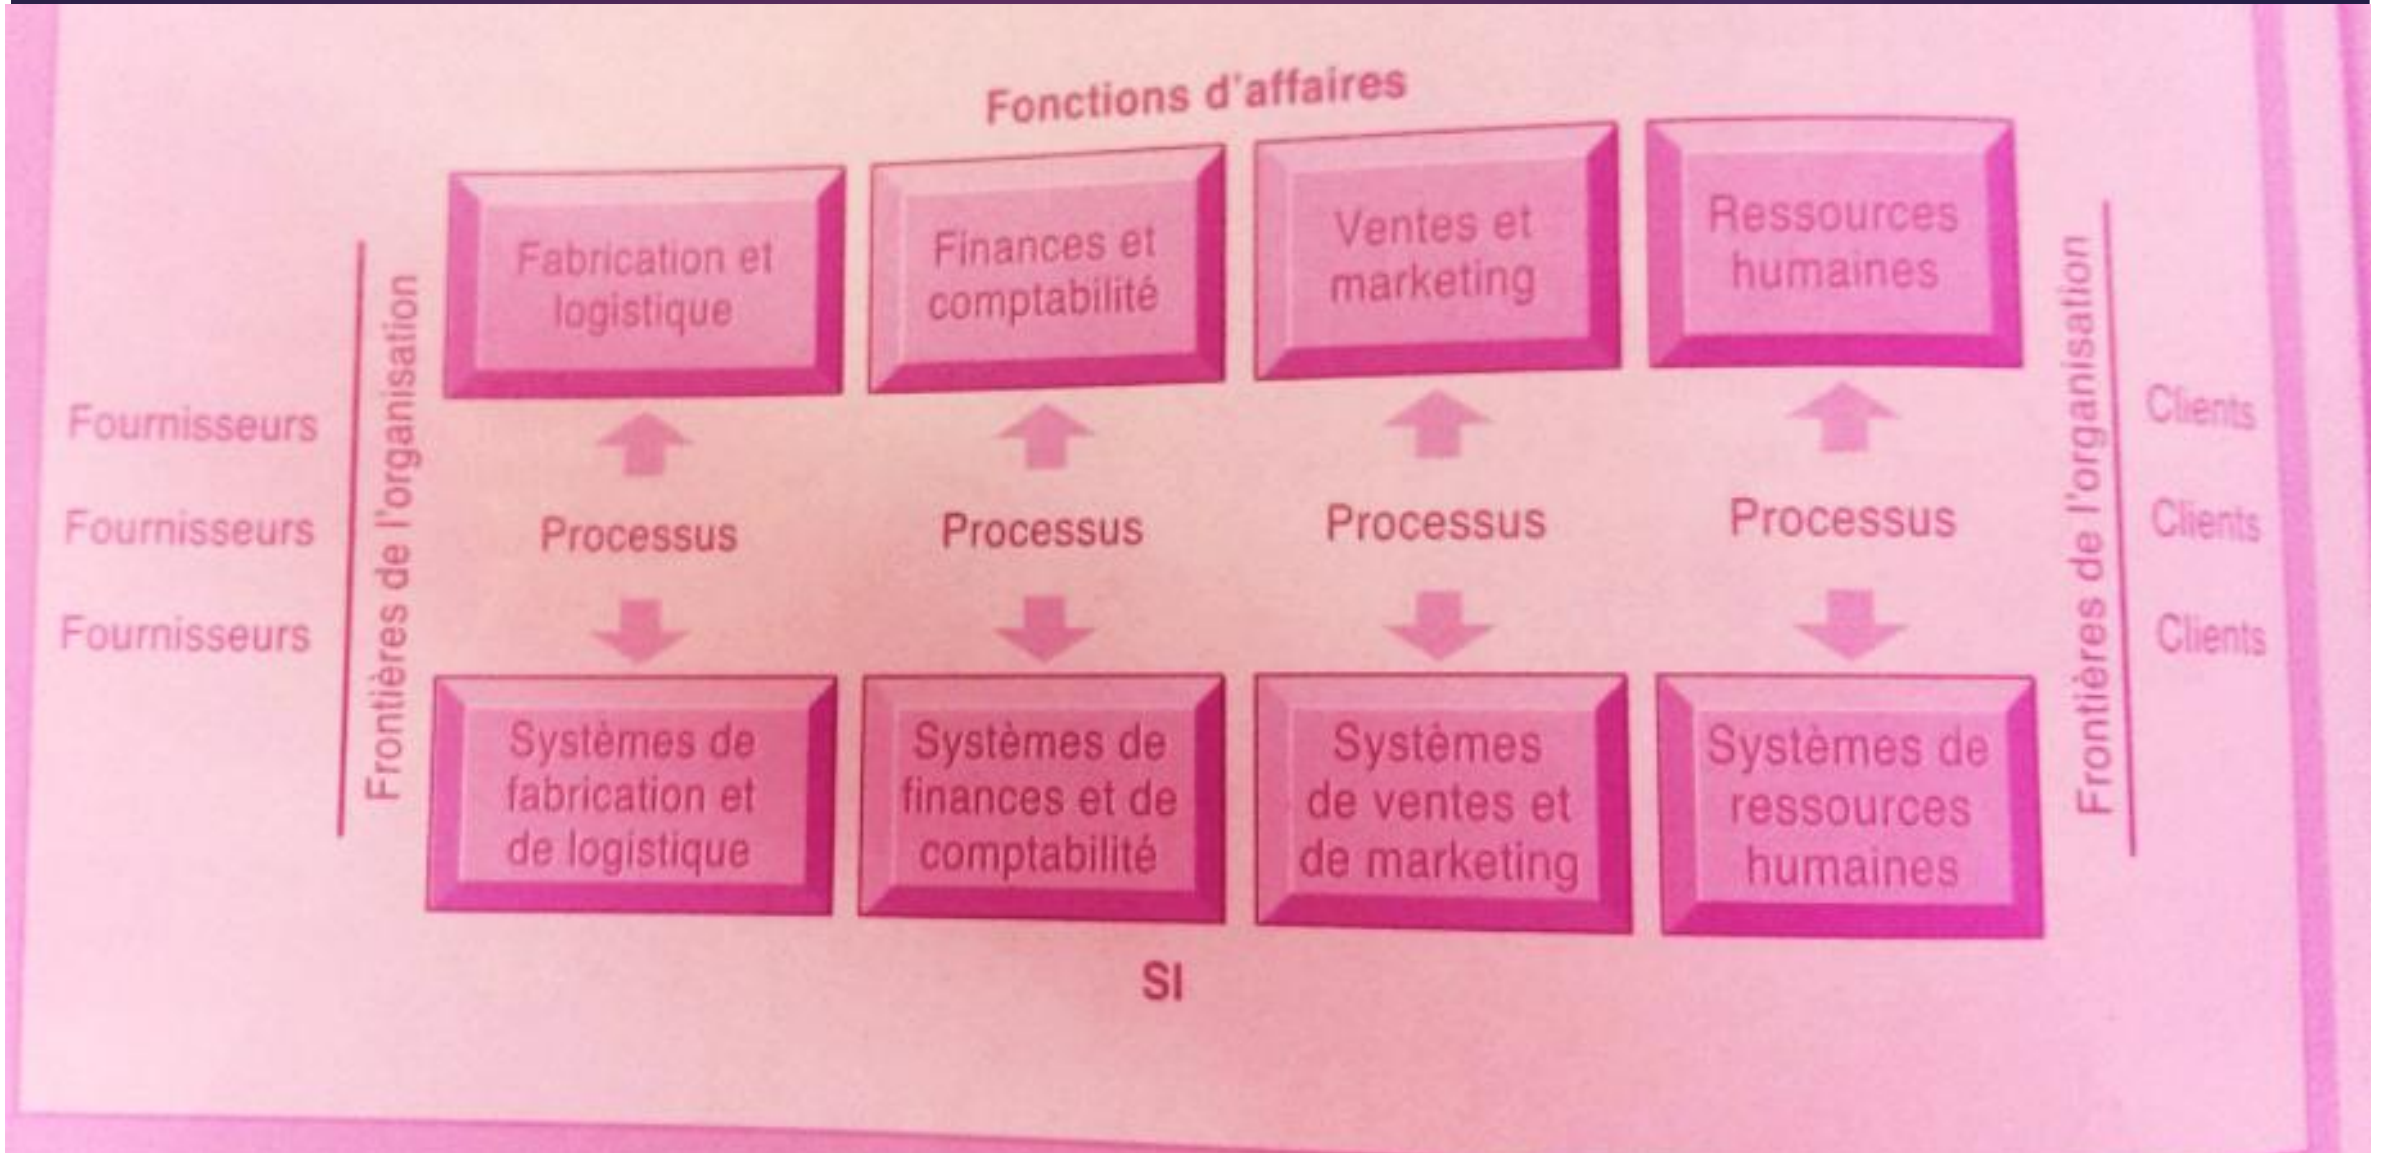 Fonctions d'affaires
Fabrication et
logistique
Finances et
comptabilité
Ventes et
marketing
Ressources
humaines
Fournisseurs
Fournisseurs
Fournisseurs
Frontières de l'organisation
Processus
Processus
Processus
Processus
Frontières de l'organisation
Clients
Clients
Clients
Systèmes de
fabrication et
de logistique
Systèmes de
finances et de
comptabilité
Systèmes
de ventes et
de marketing
Systèmes de
ressources
humaines
SI